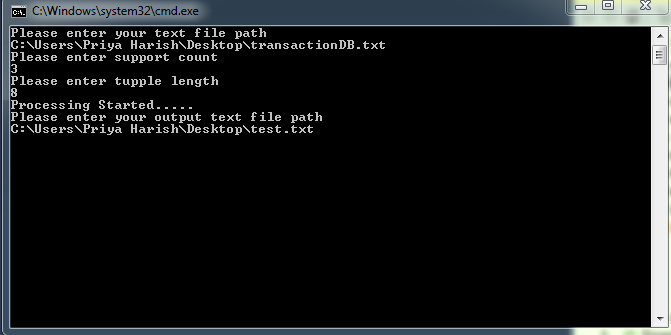 C:\Windows\system32\cmd.exe
Please enter your text file path
C:\Users\Priya Harish\Desktop\transactionDB.txt
Please enter support count
3
Please enter tupple length
8
Processing Started.....
Please enter your output text file path
C:\Users\Priya Harish\Desktop\test.txt